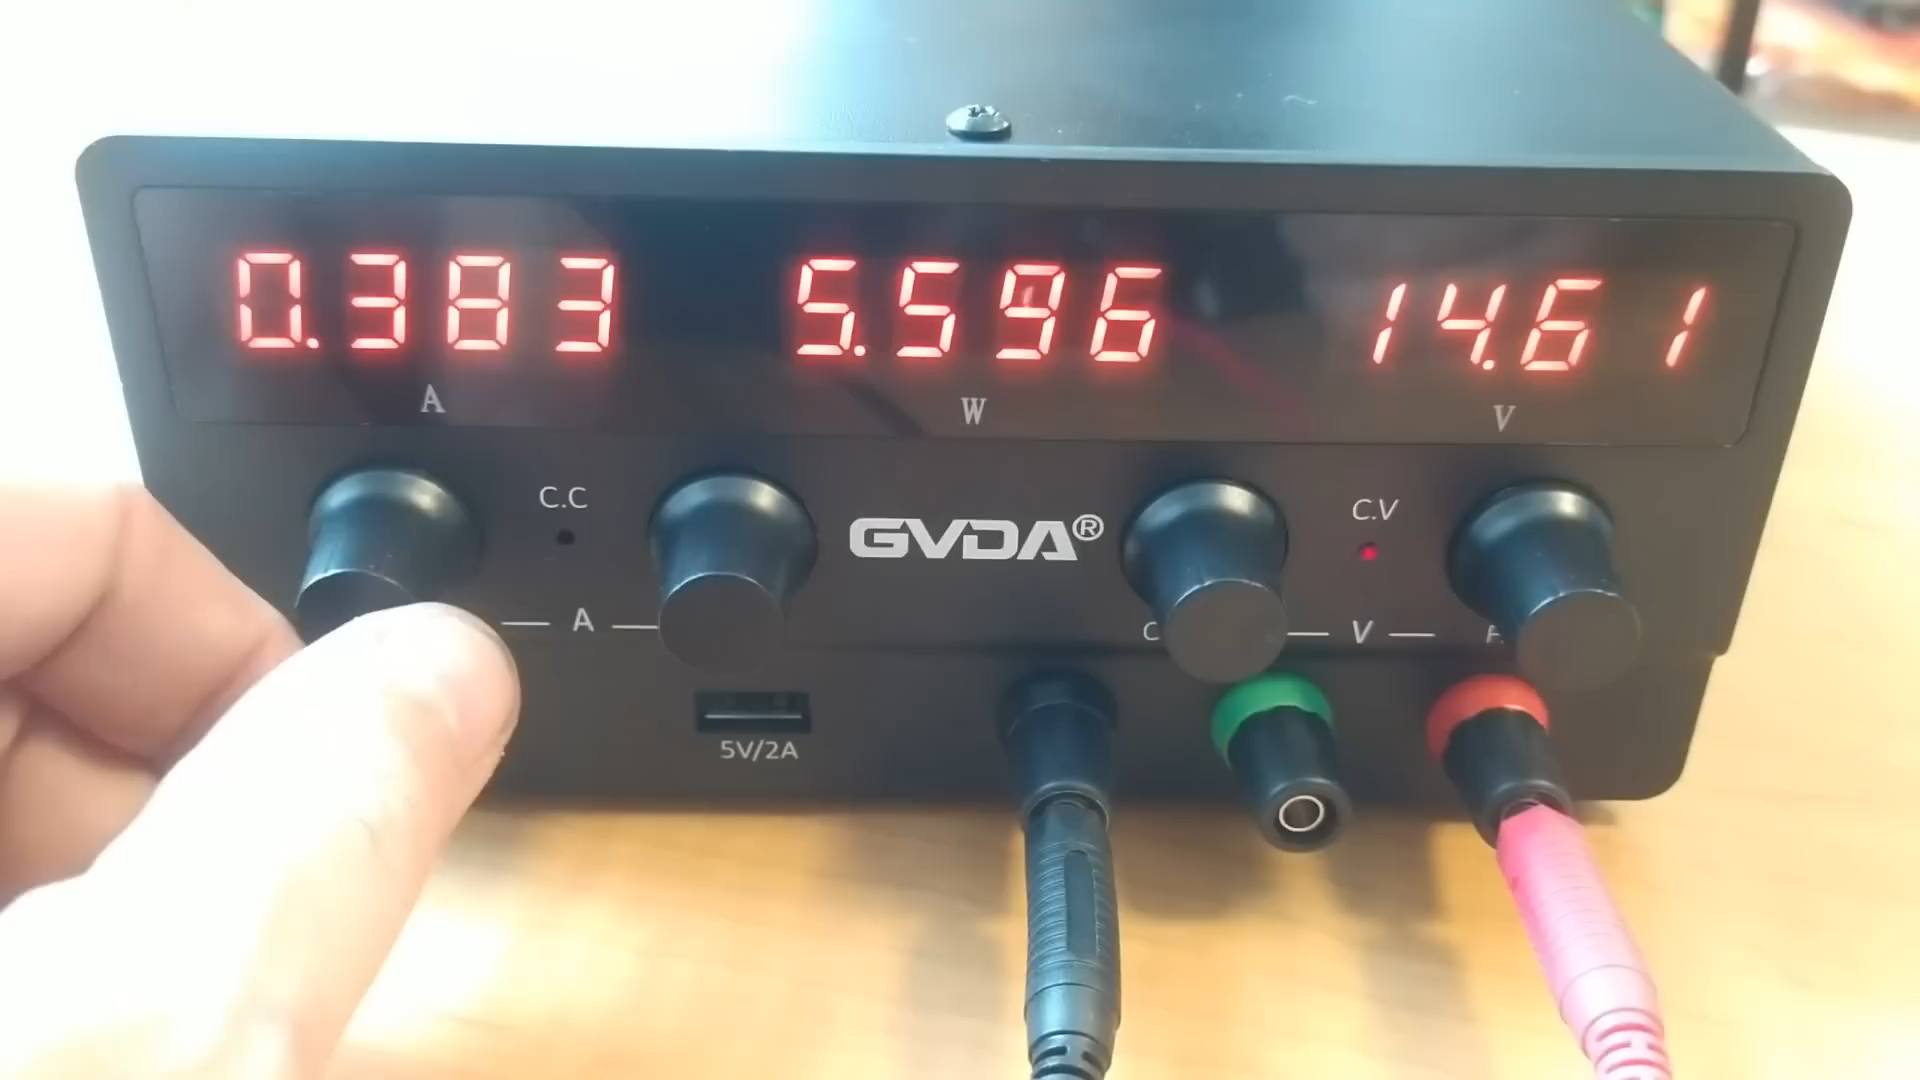 0.383 5.596 14.61
A W V
C.C C.V
GVDA®
A C V F
5V/2A